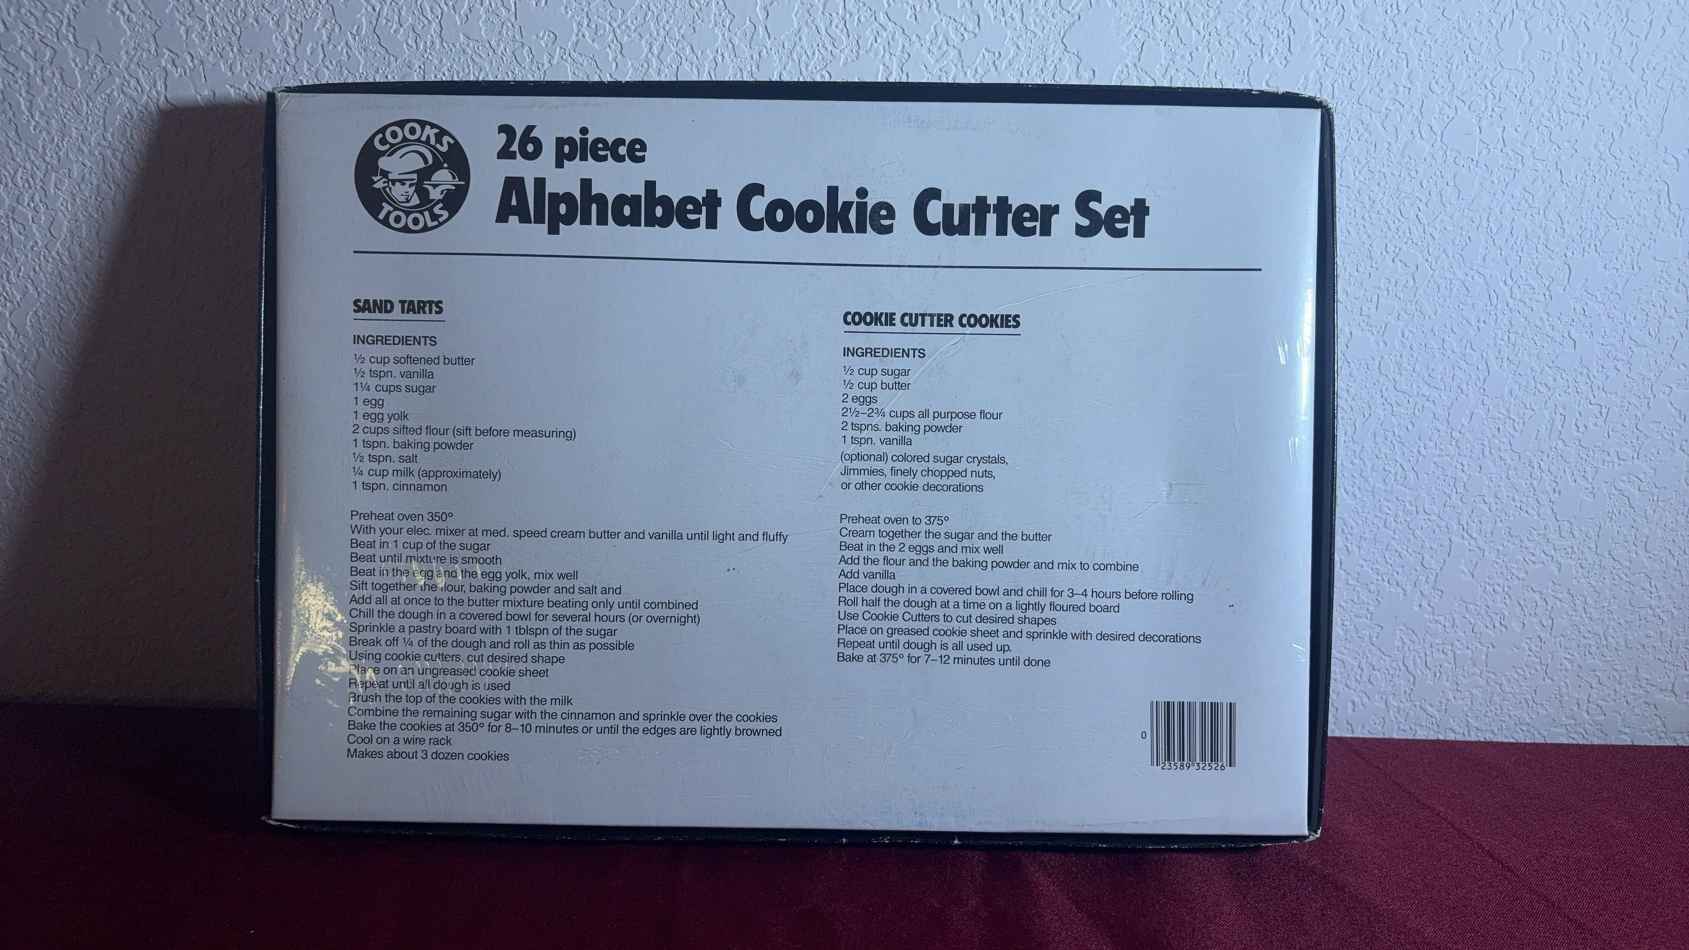 COOKS
TOOLS
26 piece
Alphabet Cookie Cutter Set
SAND TARTS
INGREDIENTS
½ cup softened butter
½ tspn. vanilla
1¼ cups sugar
1 egg
1 egg yolk
2 cups sifted flour (sift before measuring)
1 tspn. baking powder
½ tspn. salt
¼ cup milk (approximately)
1 tspn. cinnamon
Preheat oven 350º
With your elec. mixer at med. speed cream butter and vanilla until light and fluffy
Beat in 1 cup of the sugar
Beat until mixture is smooth
Beat in the egg and the egg yolk, mix well
Sift together the flour, baking powder and salt and
Add all at once to the butter mixture beating only until combined
Chill the dough in a covered bowl for several hours (or overnight)
Sprinkle a pastry board with 1 tblspn of the sugar
Break off ¼ of the dough and roll as thin as possible
Using cookie cutters, cut desired shape
Place on an ungreased cookie sheet
Repeat until all dough is used
Brush the top of the cookies with the milk
Combine the remaining sugar with the cinnamon and sprinkle over the cookies
Bake the cookies at 350º for 8–10 minutes or until the edges are lightly browned
Cool on a wire rack
Makes about 3 dozen cookies
COOKIE CUTTER COOKIES
INGREDIENTS
½ cup sugar
½ cup butter
2 eggs
2½–2¾ cups all purpose flour
2 tspns. baking powder
1 tspn. vanilla
(optional) colored sugar crystals,
Jimmies, finely chopped nuts,
or other cookie decorations
Preheat oven to 375º
Cream together the sugar and the butter
Beat in the 2 eggs and mix well
Add the flour and the baking powder and mix to combine
Add vanilla
Place dough in a covered bowl and chill for 3–4 hours before rolling
Roll half the dough at a time on a lightly floured board
Use Cookie Cutters to cut desired shapes
Place on greased cookie sheet and sprinkle with desired decorations
Repeat until dough is all used up.
Bake at 375º for 7–12 minutes until done
0 23589 32526